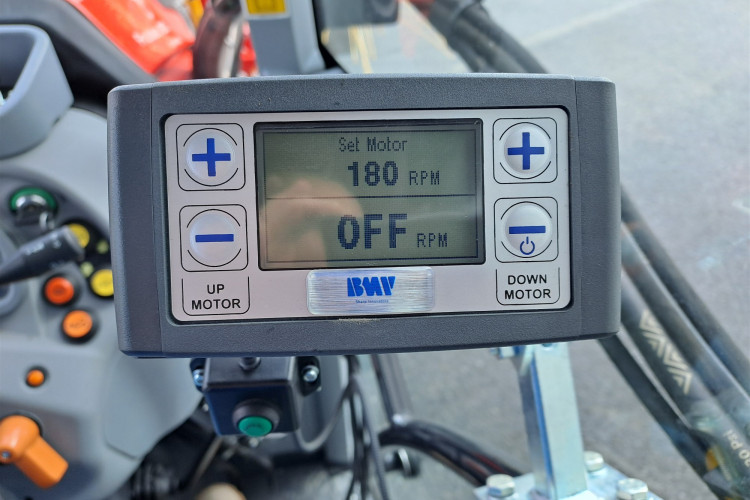 Set Motor
180 RPM
OFF RPM
UP
MOTOR
BMV
DOWN
MOTOR